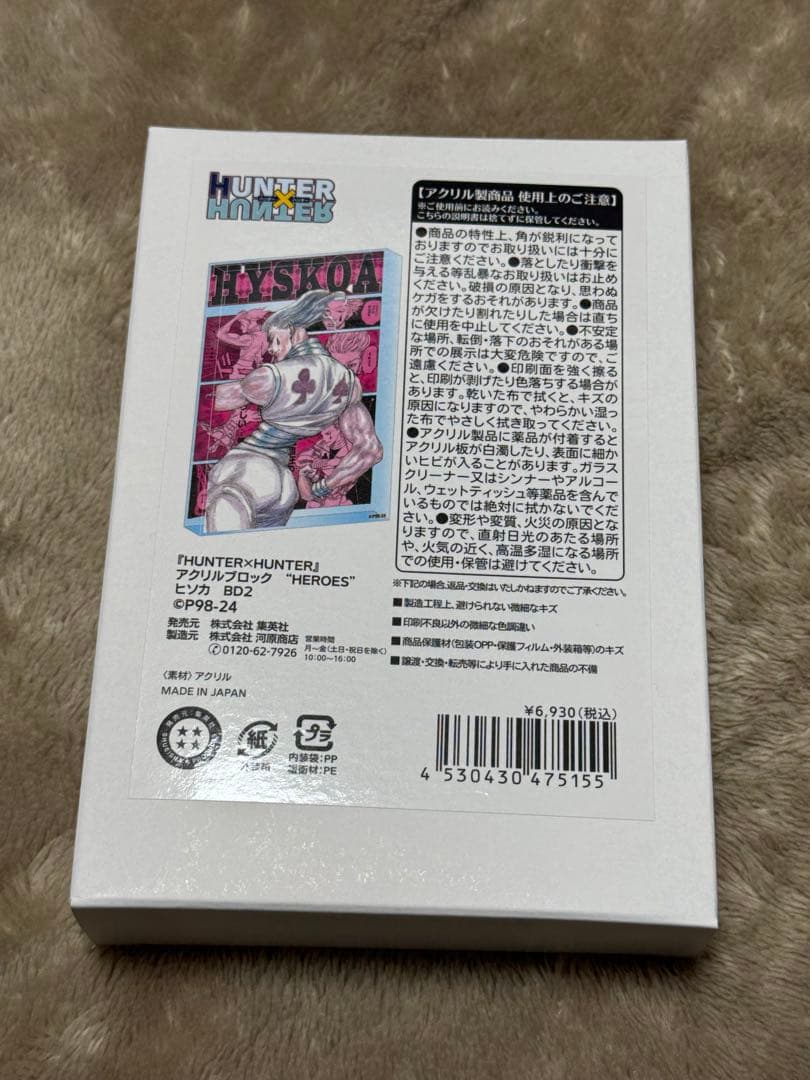 HUNTER
×
HUNTER
HYSKOA
『HUNTER×HUNTER』
アクリルブロック “HEROES”
ヒソカ BD2
©P98-24
発売元 株式会社 集英社
製造元 株式会社 河原商店
0120-62-7926
営業時間
月~金(土・日・祝日を除く)
10:00~16:00
〈素材〉アクリル
MADE IN JAPAN
紙
外装箱
プラ
内装袋:PP
緩衝材:PE
【アクリル製商品 使用上のご注意】
※ご使用前にお読みください。
こちらの説明書は捨てずに保管してください。
●商品の特性上、角が鋭利になって
おりますのでお取り扱いには十分に
ご注意ください。●落としたり衝撃を
与える等乱暴なお取り扱いはお止め
ください。破損の原因となり、思わぬ
ケガをするおそれがあります。●商品
が欠けたり割れたりした場合は直ち
に使用を中止してください。●不安定
な場所、転倒・落下のおそれがある場
所での展示は大変危険ですので、ご
遠慮ください。●印刷面を強く擦る
と、印刷が剥げたり色落ちする場合が
あります。乾いた布で拭くと、キズの
原因になりますので、やわらかい湿っ
た布でやさしく拭き取ってください。
●アクリル製品に薬品が付着すると
アクリル板が白濁したり、表面に細か
いヒビが入ることがあります。ガラス
クリーナー又はシンナーやアルコー
ル、ウェットティッシュ等薬品を含んで
いるものでは絶対に拭かないでくだ
さい。●変形や変質、火災の原因とな
りますので、直射日光のあたる場所
や、火気の近く、高温多湿になる場所
での使用・保管は避けてください。
※下記の場合、返品・交換はいたしかねますのでご了承ください。
■製造工程上、避けられない微細なキズ
■印刷不良以外の微細な色調違い
■商品保護材(包装OPP・保護フィルム・外装箱等)のキズ
■譲渡・交換・転売等により手に入れた商品の不備
¥6,930(税込)
4 530430 475155